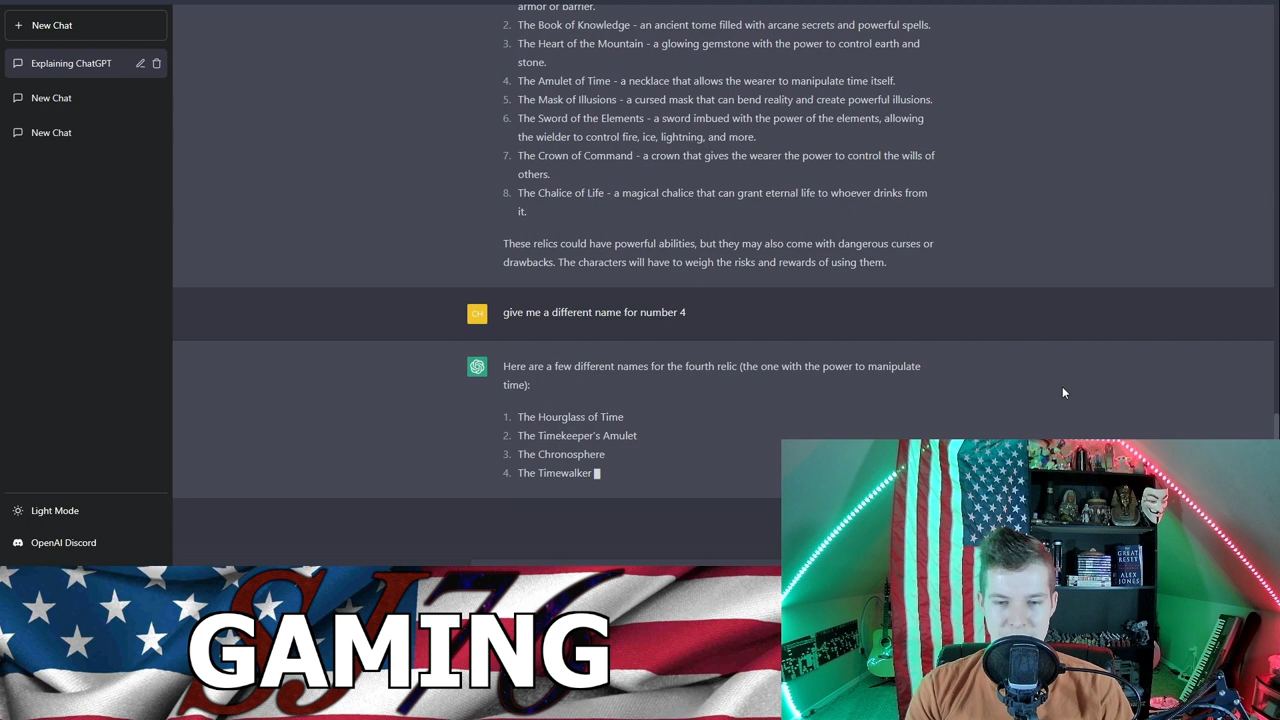 New Chat
Explaining ChatGPT
New Chat
New Chat
Light Mode
OpenAI Discord
armor or barrier.
2. The Book of Knowledge - an ancient tome filled with arcane secrets and powerful spells.
3. The Heart of the Mountain - a glowing gemstone with the power to control earth and
stone.
4. The Amulet of Time - a necklace that allows the wearer to manipulate time itself.
5. The Mask of Illusions - a cursed mask that can bend reality and create powerful illusions.
6. The Sword of the Elements - a sword imbued with the power of the elements, allowing
the wielder to control fire, ice, lightning, and more.
7. The Crown of Command - a crown that gives the wearer the power to control the wills of
others.
8. The Chalice of Life - a magical chalice that can grant eternal life to whoever drinks from
it.
These relics could have powerful abilities, but they may also come with dangerous curses or
drawbacks. The characters will have to weigh the risks and rewards of using them.
CH
give me a different name for number 4
Here are a few different names for the fourth relic (the one with the power to manipulate
time):
1. The Hourglass of Time
2. The Timekeeper's Amulet
3. The Chronosphere
4. The Timewalker
SJ76
GAMING
THE
GREAT
RESET
ALEX
JONES